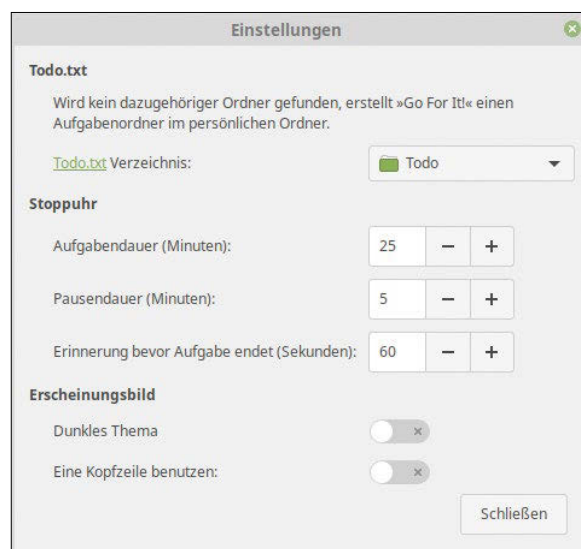 Einstellungen
Todo.txt
Wird kein dazugehöriger Ordner gefunden, erstellt »Go For It!« einen
Aufgabenordner im persönlichen Ordner.
Todo.txt Verzeichnis: Todo
Stoppuhr
Aufgabendauer (Minuten): 25 − +
Pausendauer (Minuten): 5 − +
Erinnerung bevor Aufgabe endet (Sekunden): 60 − +
Erscheinungsbild
Dunkles Thema
Eine Kopfzeile benutzen:
Schließen